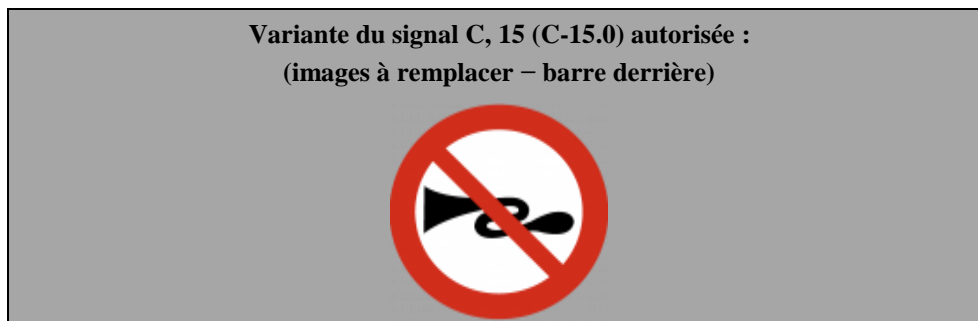 Variante du signal C, 15 (C-15.0) autorisée :
(images à remplacer − barre derrière)